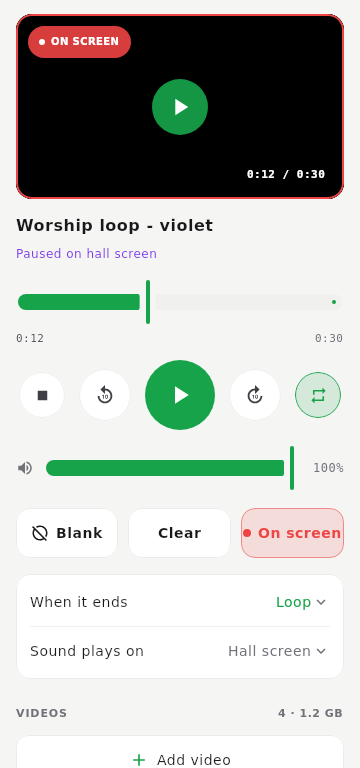 ON SCREEN
0:12 / 0:30
Worship loop - violet
Paused on hall screen
0:12 0:30
10 10
100%
Blank Clear On screen
When it ends Loop
Sound plays on Hall screen
VIDEOS 4 · 1.2 GB
Add video